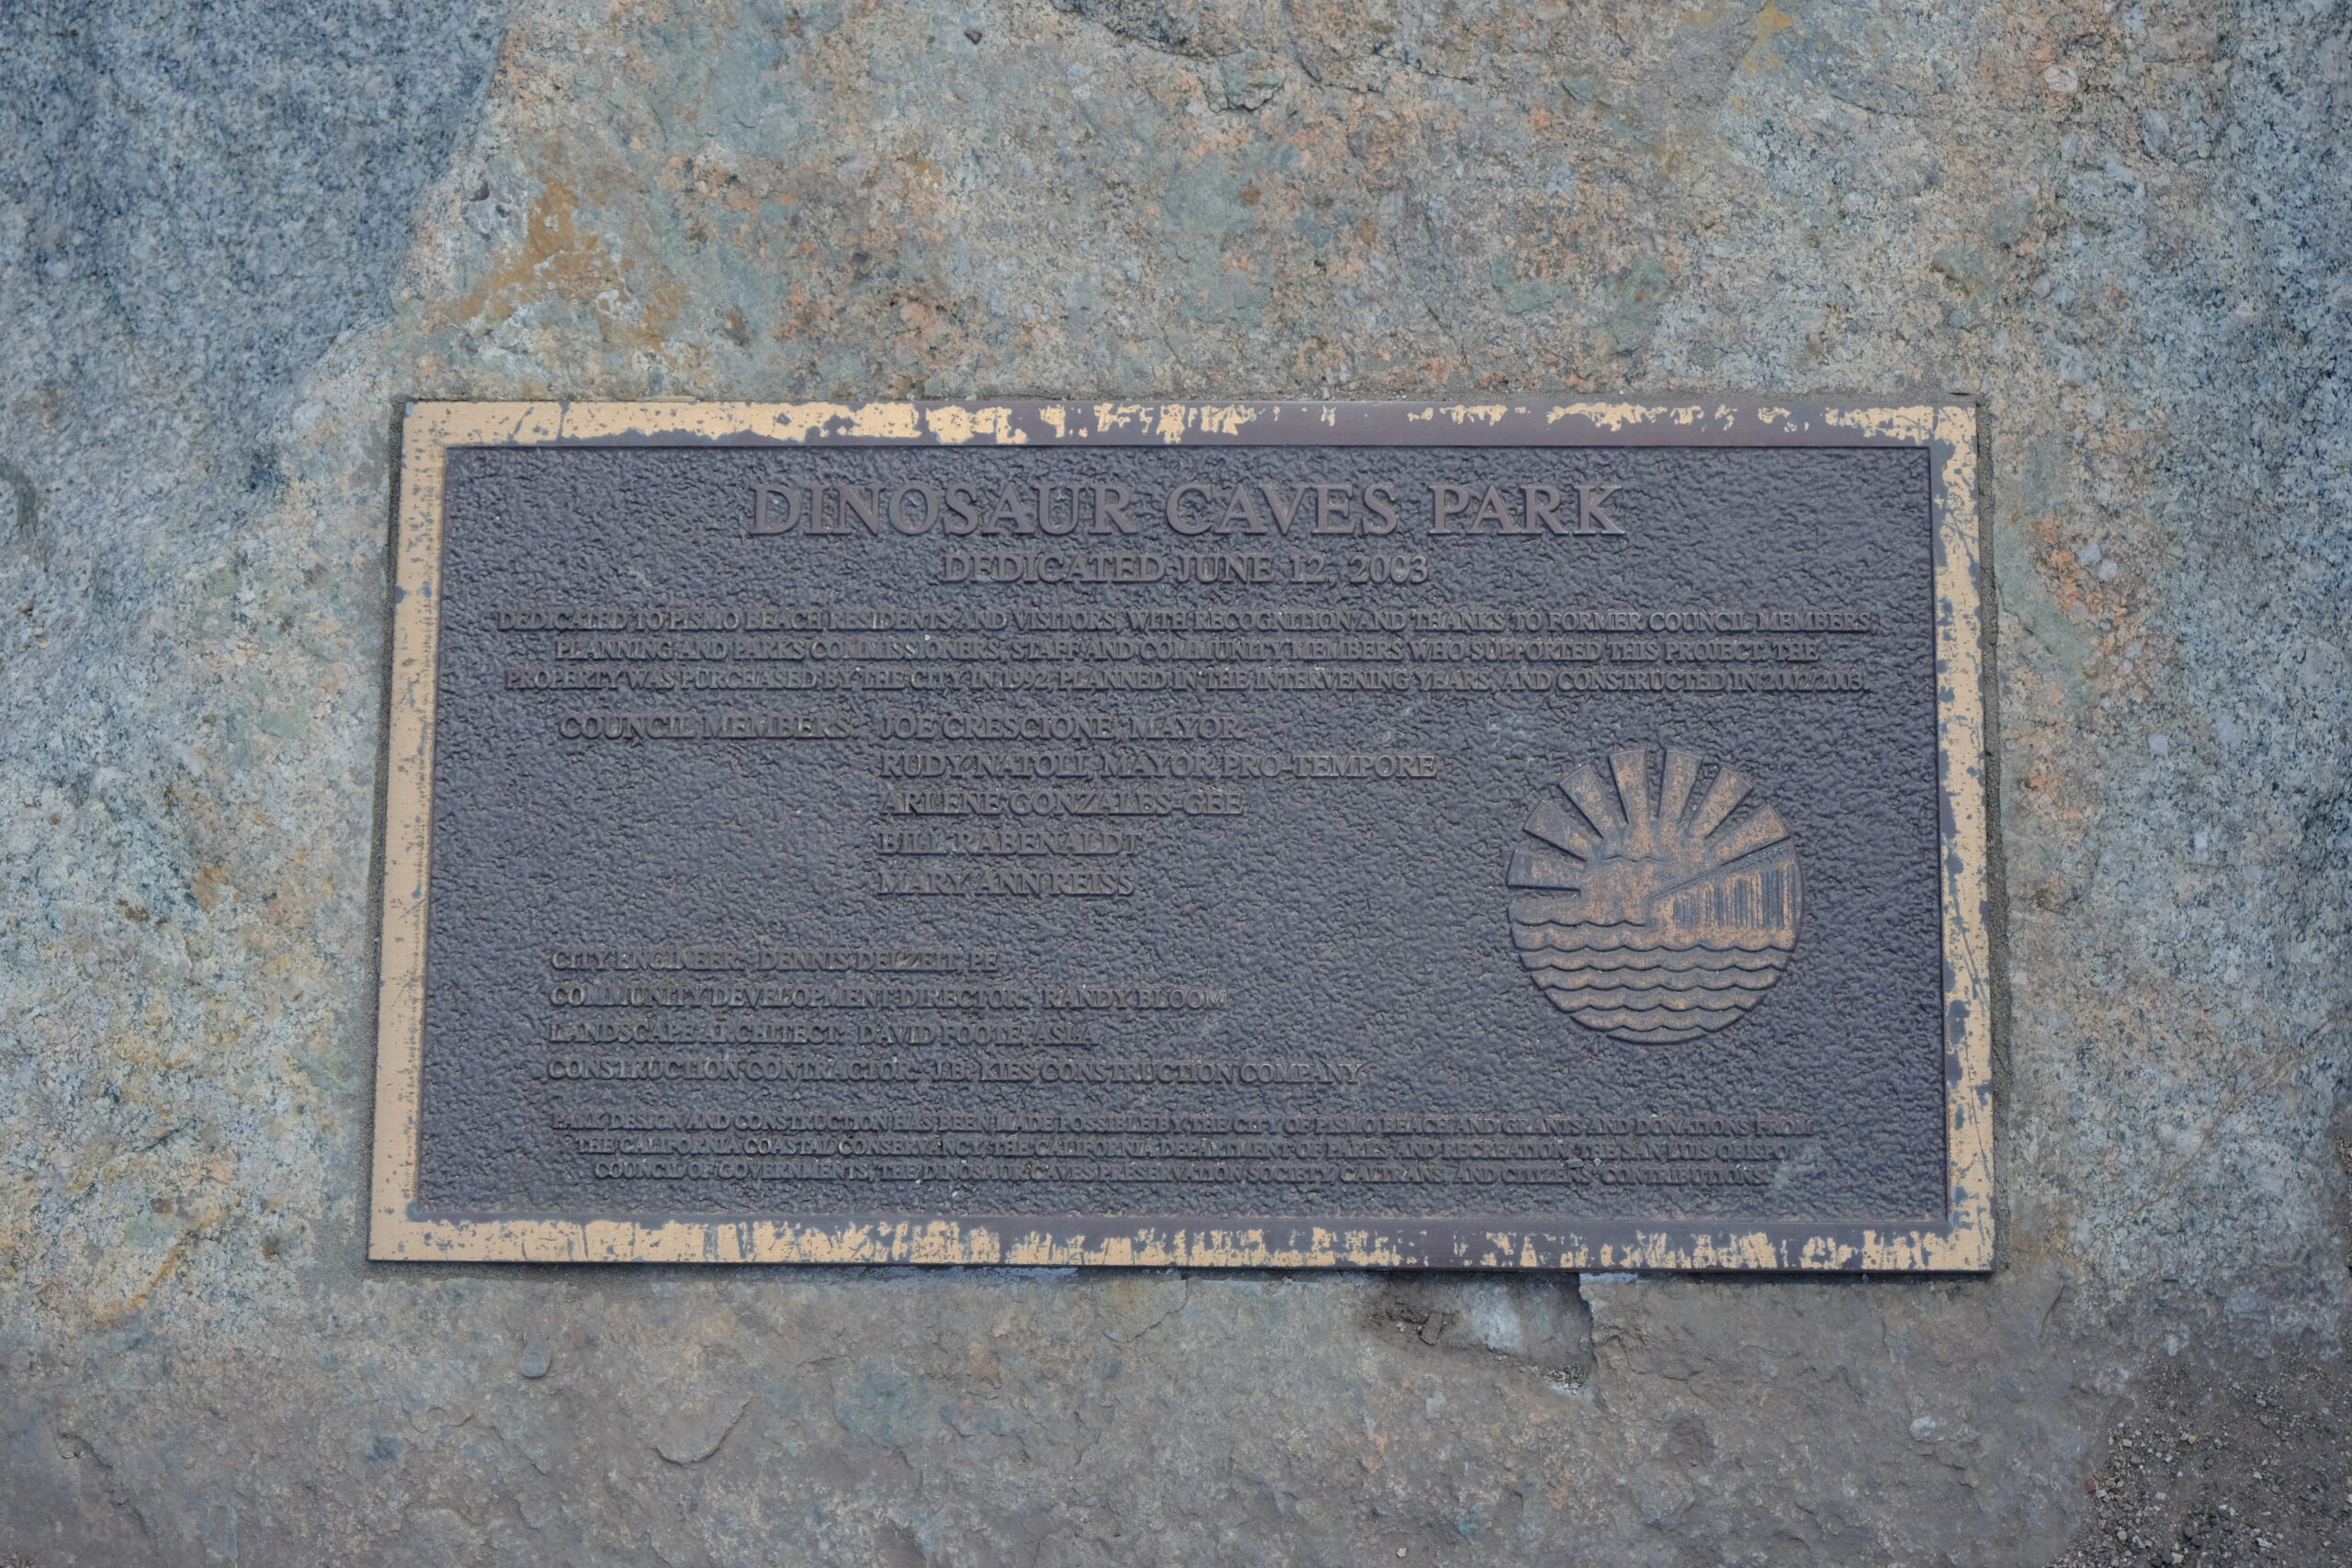 DINOSAUR CAVES PARK
DEDICATED JUNE 12, 2003
DEDICATED TO PISMO BEACH RESIDENTS AND VISITORS, WITH RECOGNITION AND THANKS TO FORMER COUNCIL MEMBERS,
PLANNING AND PARKS COMMISSIONERS, STAFF AND COMMUNITY MEMBERS WHO SUPPORTED THIS PROJECT. THE
PROPERTY WAS PURCHASED BY THE CITY IN 1992, PLANNED IN THE INTERVENING YEARS, AND CONSTRUCTED IN 2002/2003.
COUNCIL MEMBERS: JOE CRESCIONE, MAYOR
RUDY NATOLI, MAYOR PRO-TEMPORE
ARLENE GONZALES-GEE
BILL RABENALDT
MARY ANN REISS
CITY ENGINEER: DENNIS DELZEIT, PE
COMMUNITY DEVELOPMENT DIRECTOR: RANDY BLOOM
LANDSCAPE ARCHITECT: DAVID FOOTE, ASLA
CONSTRUCTION CONTRACTOR: J.B. KIES CONSTRUCTION COMPANY
PARK DESIGN AND CONSTRUCTION HAS BEEN MADE POSSIBLE BY THE CITY OF PISMO BEACH AND GRANTS AND DONATIONS FROM
THE CALIFORNIA COASTAL CONSERVANCY, THE CALIFORNIA DEPARTMENT OF PARKS AND RECREATION, THE SAN LUIS OBISPO
COUNCIL OF GOVERNMENTS, THE DINOSAUR CAVES PRESERVATION SOCIETY, CALTRANS, AND CITIZENS' CONTRIBUTIONS.